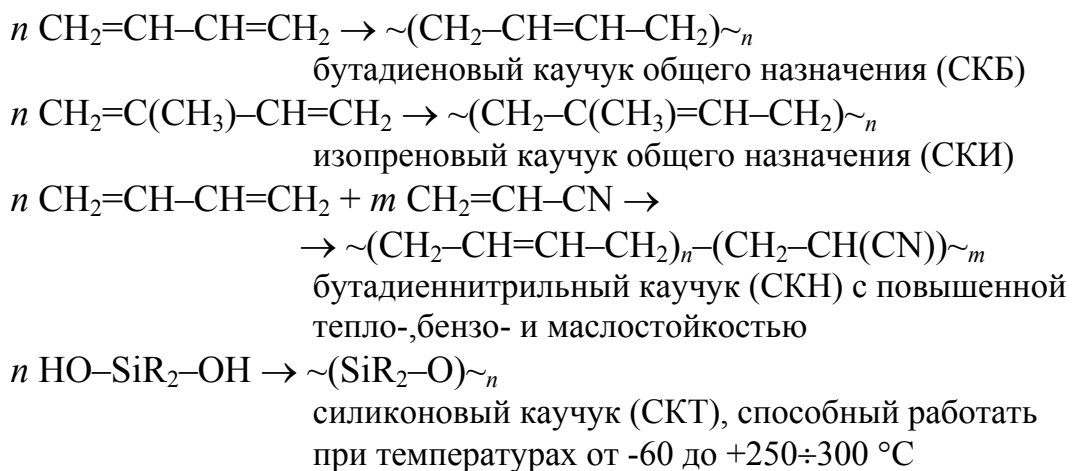 n CH₂=CH–CH=CH₂ → ~(CH₂–CH=CH–CH₂)~ₙ
бутадиеновый каучук общего назначения (СКБ)
n CH₂=C(CH₃)–CH=CH₂ → ~(CH₂–C(CH₃)=CH–CH₂)~ₙ
изопреновый каучук общего назначения (СКИ)
n CH₂=CH–CH=CH₂ + m CH₂=CH–CN →
→ ~(CH₂–CH=CH–CH₂)ₙ–(CH₂–CH(CN))~ₘ
бутадиеннитрильный каучук (СКН) с повышенной
тепло-,бензо- и маслостойкостью
n HO–SiR₂–OH → ~(SiR₂–O)~ₙ
силиконовый каучук (СКТ), способный работать
при температурах от -60 до +250÷300 °С